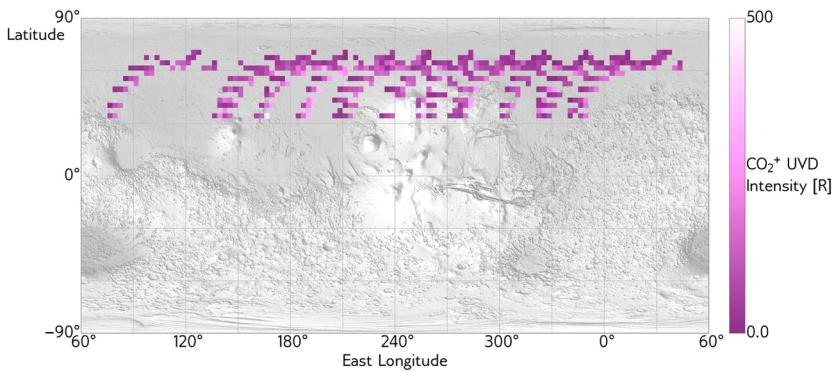 90°
500
Latitude
0°
CO₂⁺ UVD
Intensity [R]
−90°
0.0
60° 120° 180° 240° 300° 0° 60°
East Longitude